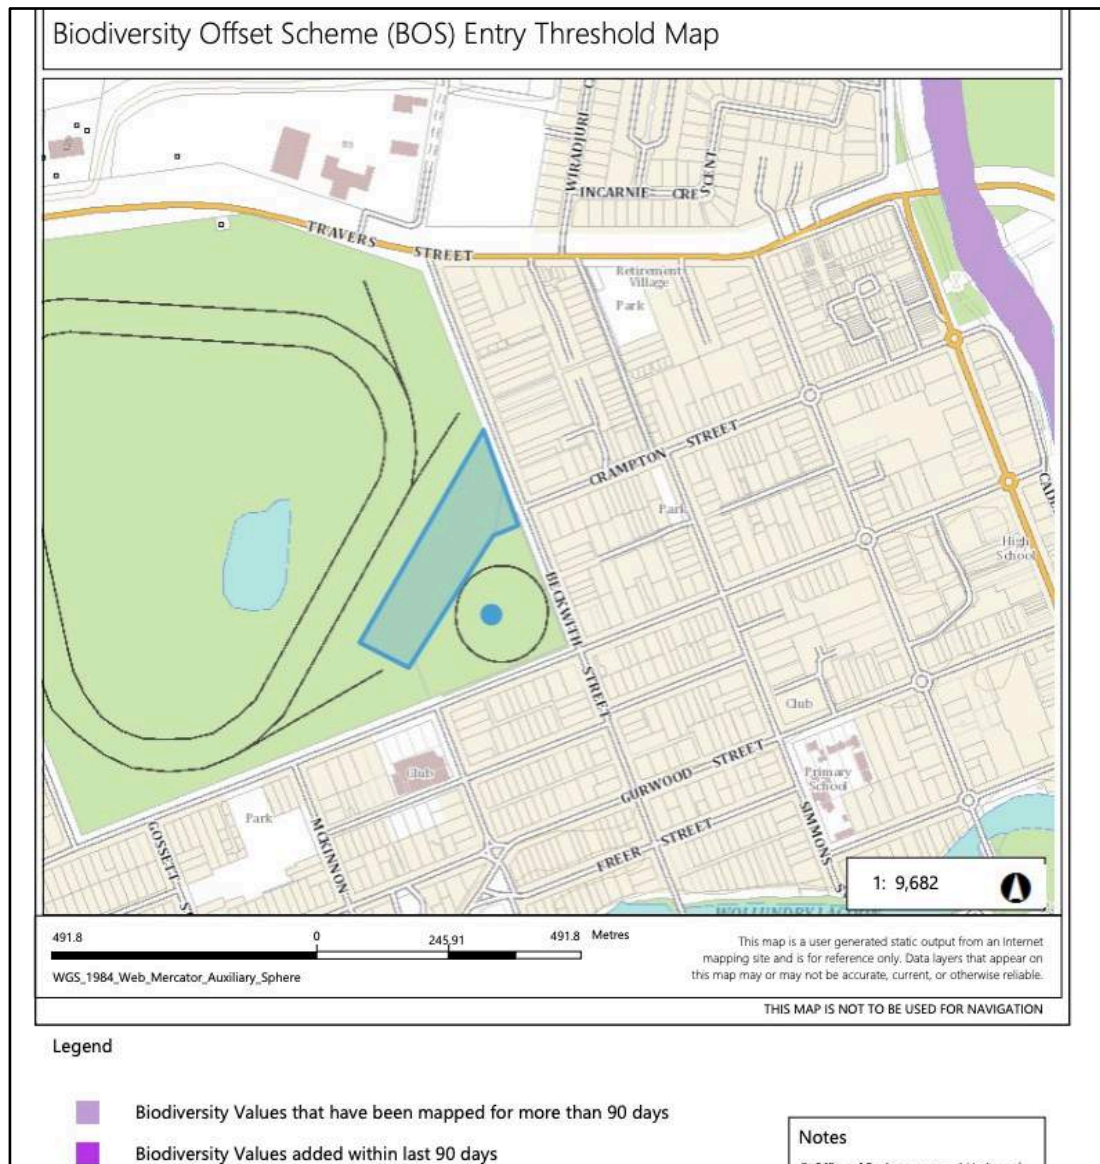 Biodiversity Offset Scheme (BOS) Entry Threshold Map
WIRADJURI C
INCARNIE CRESCENT
TRAVERS STREET
Retirement
Village
Park
CRAMPTON STREET
Park
High
School
BECKWITH STREET
Club
Club
GURWOOD STREET
Primary
School
Park
FREER STREET
SIMMONS
GOSSETT
MCKINNON
WOLLUNDRY LAGOON
1: 9,682
491.8 0 245.91 491.8 Metres
WGS_1984_Web_Mercator_Auxiliary_Sphere
This map is a user generated static output from an Internet
mapping site and is for reference only. Data layers that appear on
this map may or may not be accurate, current, or otherwise reliable.
THIS MAP IS NOT TO BE USED FOR NAVIGATION
Legend
Biodiversity Values that have been mapped for more than 90 days
Biodiversity Values added within last 90 days
Notes